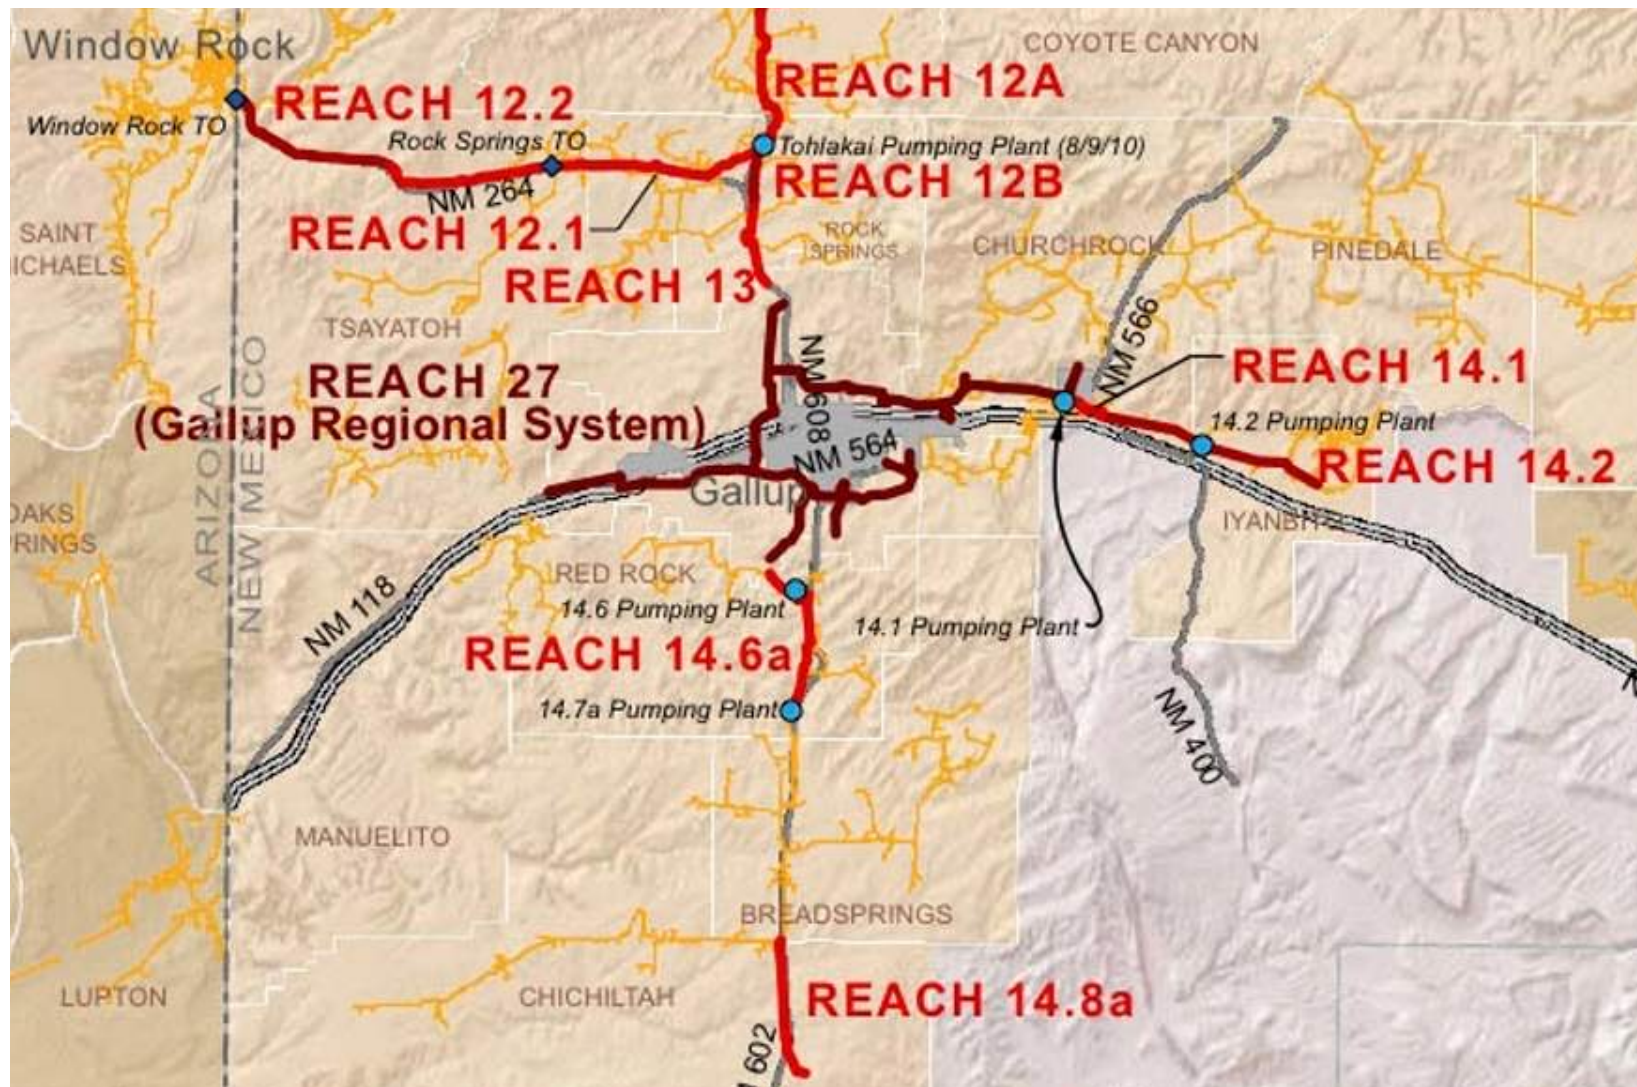 Window Rock
COYOTE CANYON
REACH 12A
REACH 12.2
Window Rock TO
Rock Springs TO
Tohlakai Pumping Plant (8/9/10)
REACH 12B
NM 264
SAINT
ICHAELS
REACH 12.1
ROCK
SPRINGS
CHURCHROCK
PINEDALE
REACH 13
TSAYATOH
NM 608
NM 566
REACH 27
(Gallup Regional System)
REACH 14.1
14.2 Pumping Plant
ARIZONA
NEW MEXICO
NM 564
REACH 14.2
Gallup
OAKS
RINGS
IYANBITO
RED ROCK
14.6 Pumping Plant
14.1 Pumping Plant
NM 118
REACH 14.6a
14.7a Pumping Plant
NM 400
MANUELITO
BREADSPRINGS
LUPTON
CHICHILTAH
REACH 14.8a
602